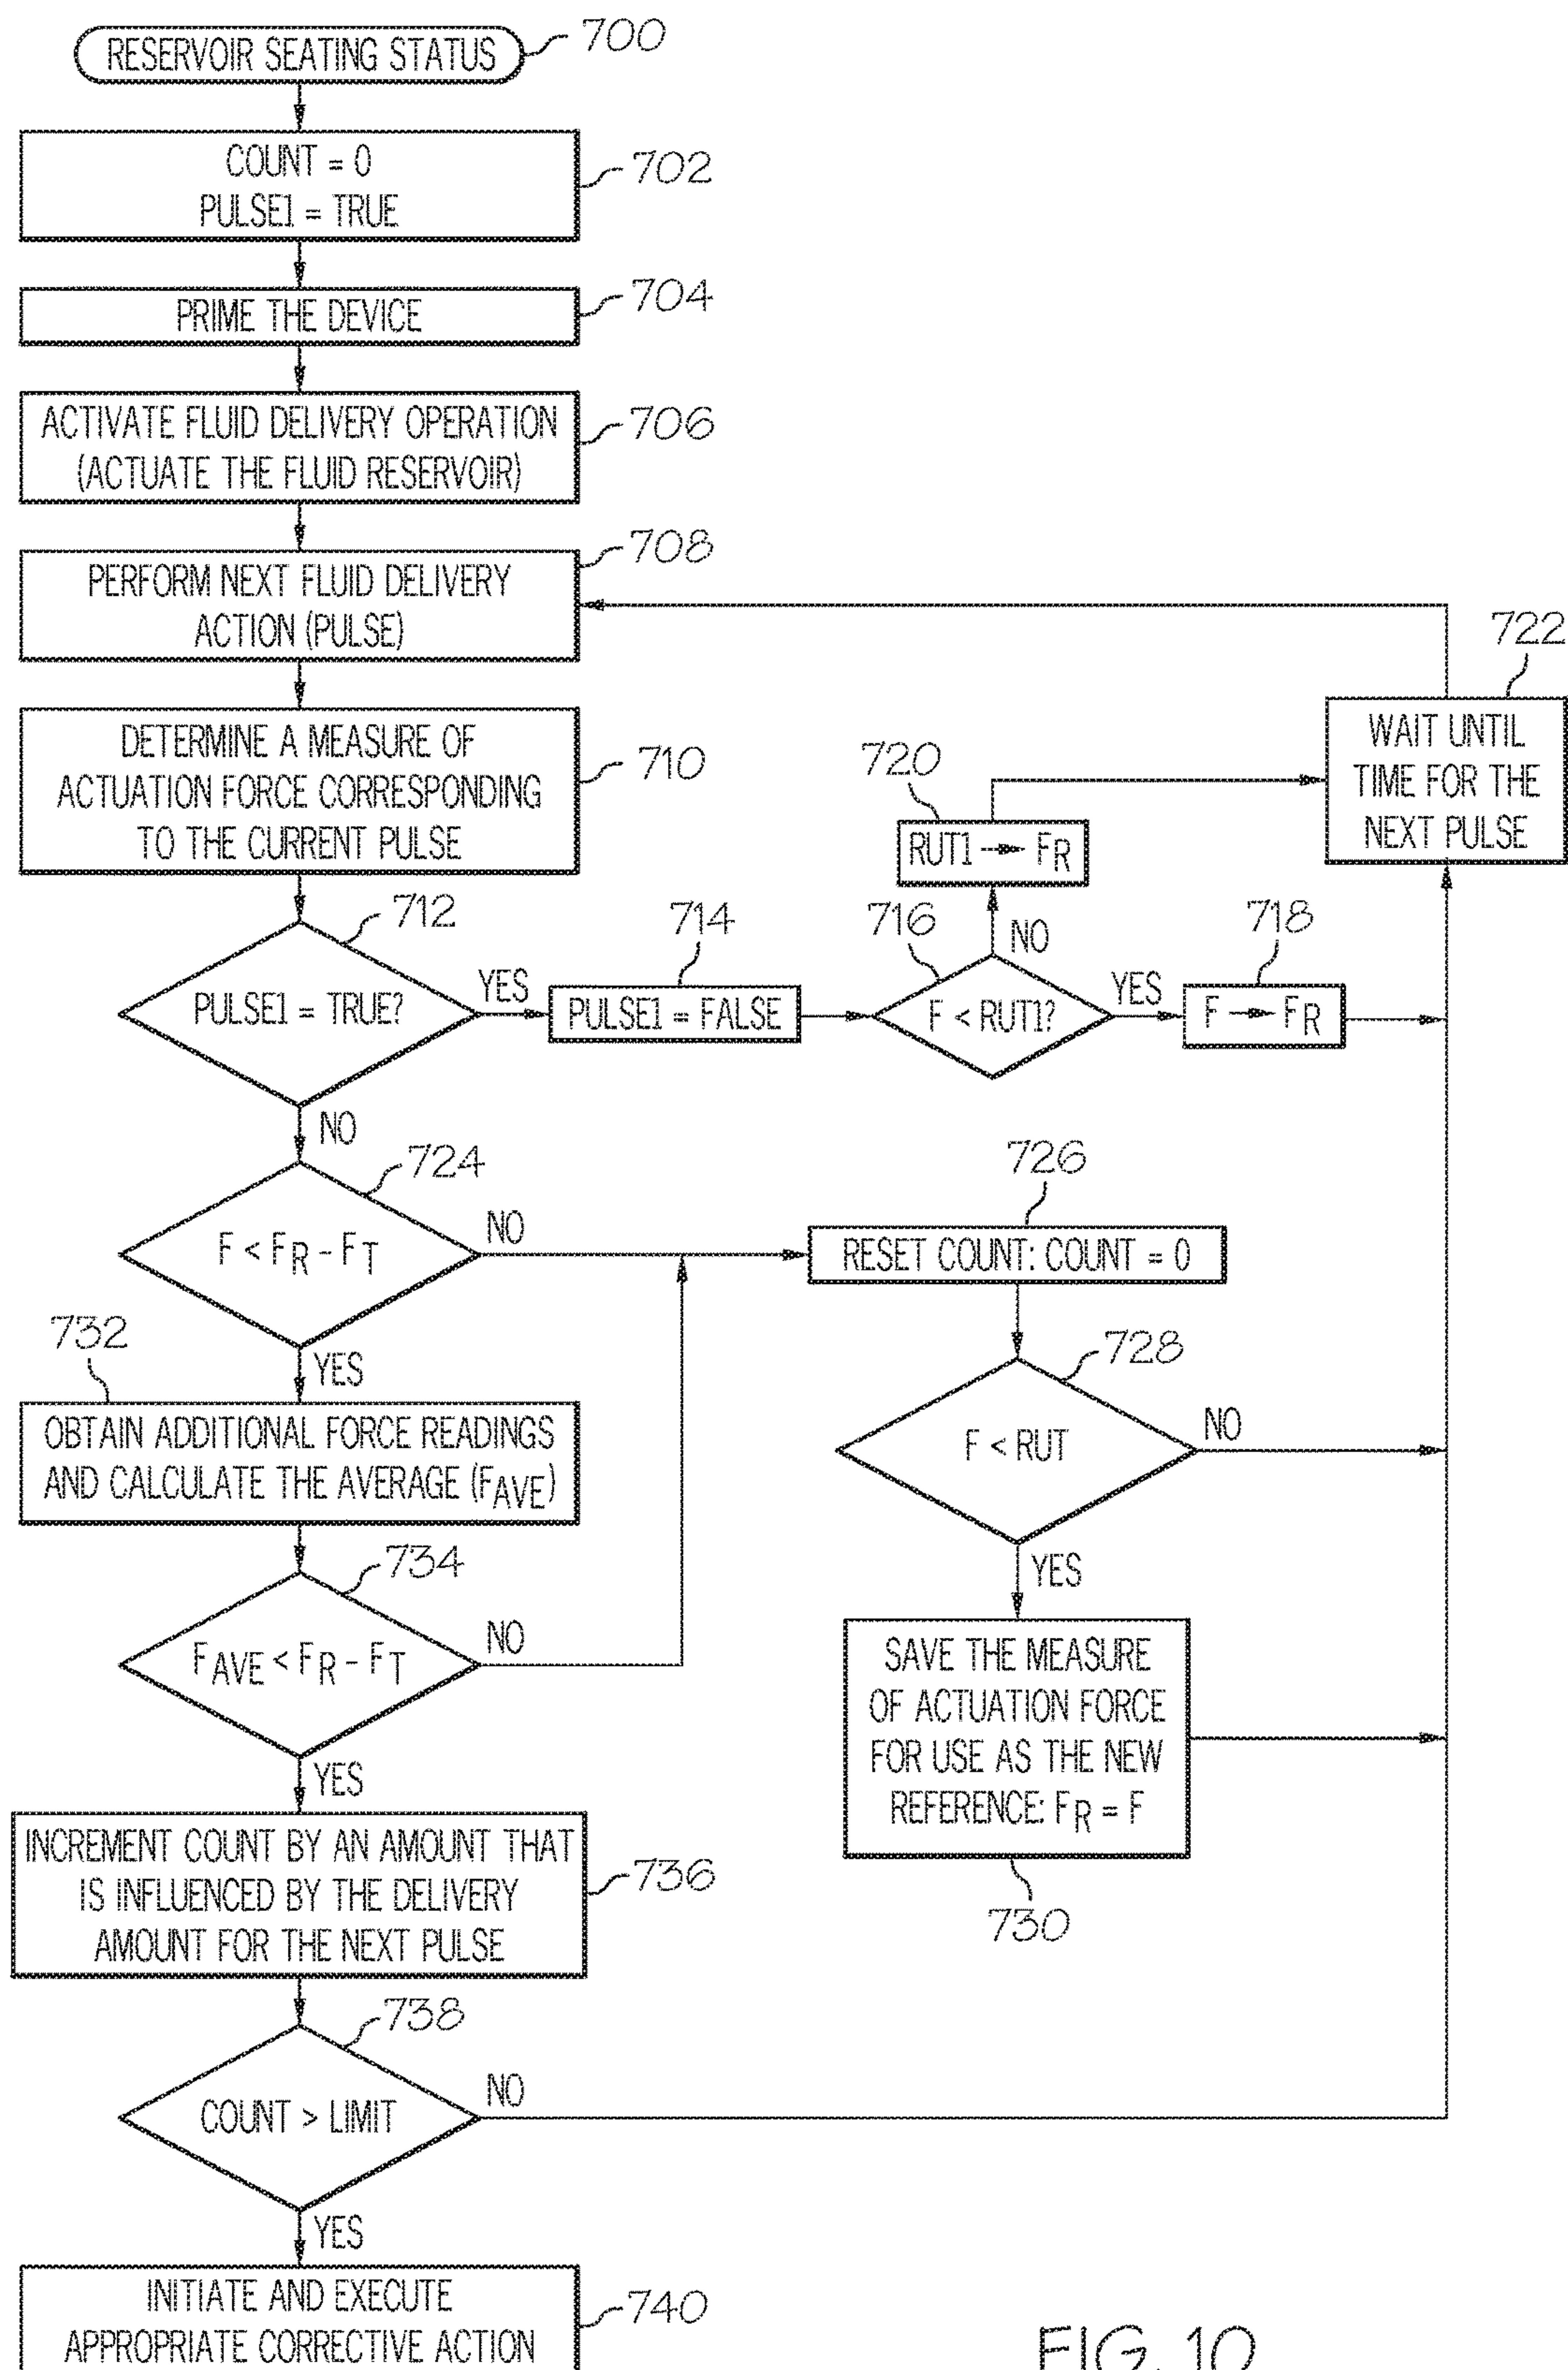 RESERVOIR SEATING STATUS
700
COUNT = 0
PULSE1 = TRUE
702
PRIME THE DEVICE
704
ACTIVATE FLUID DELIVERY OPERATION
(ACTUATE THE FLUID RESERVOIR)
706
PERFORM NEXT FLUID DELIVERY
ACTION (PULSE)
708
DETERMINE A MEASURE OF
ACTUATION FORCE CORRESPONDING
TO THE CURRENT PULSE
710
PULSE1 = TRUE?
712
YES
PULSE1 = FALSE
714
F < RUT1?
716
NO
YES
F → FR
718
RUT1 → FR
720
WAIT UNTIL
TIME FOR THE
NEXT PULSE
722
NO
F < FR - FT
724
NO
RESET COUNT: COUNT = 0
726
F < RUT
728
NO
YES
SAVE THE MEASURE
OF ACTUATION FORCE
FOR USE AS THE NEW
REFERENCE: FR = F
730
YES
732
OBTAIN ADDITIONAL FORCE READINGS
AND CALCULATE THE AVERAGE (FAVE)
FAVE < FR - FT
734
NO
YES
INCREMENT COUNT BY AN AMOUNT THAT
IS INFLUENCED BY THE DELIVERY
AMOUNT FOR THE NEXT PULSE
736
COUNT > LIMIT
738
NO
YES
INITIATE AND EXECUTE
APPROPRIATE CORRECTIVE ACTION
740
FIG. 10